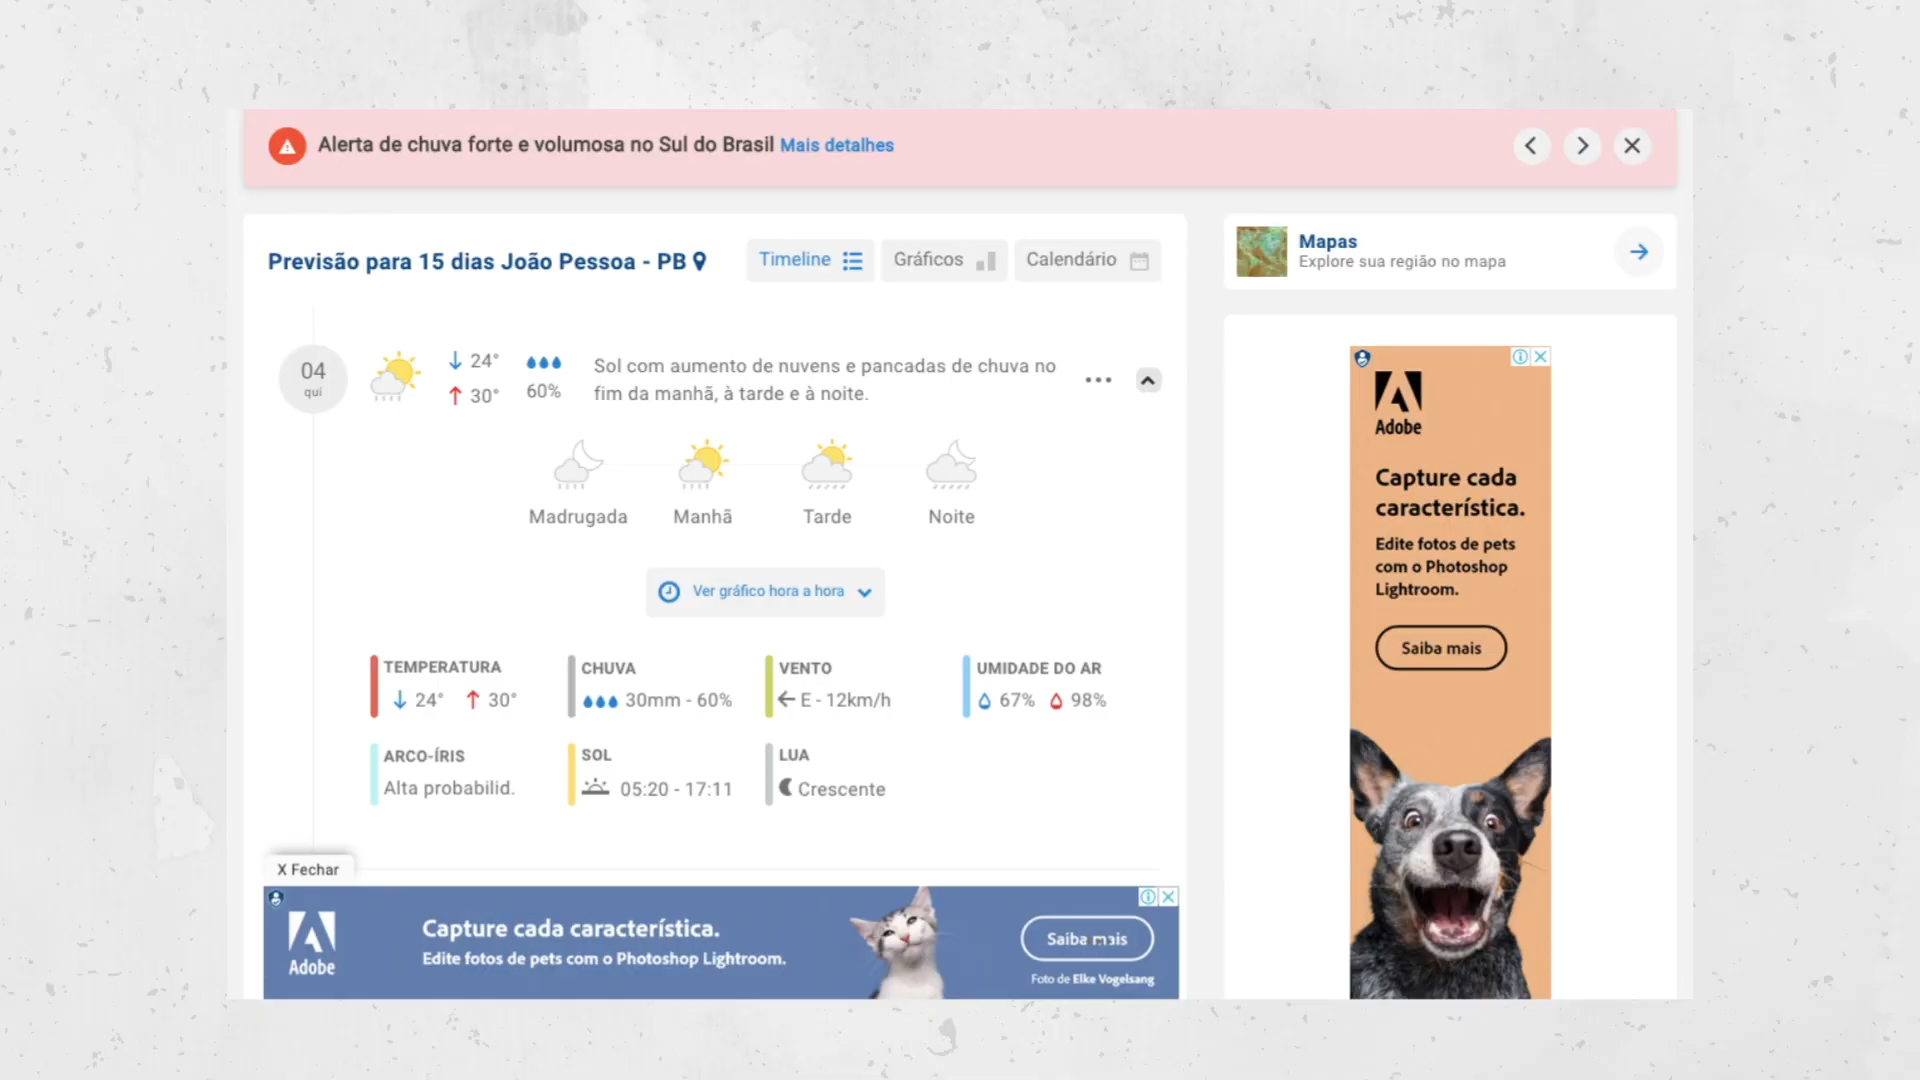 Alerta de chuva forte e volumosa no Sul do Brasil Mais detalhes
Previsão para 15 dias João Pessoa - PB
Timeline
Gráficos
Calendário
04
qui
24°
30°
60%
Sol com aumento de nuvens e pancadas de chuva no
fim da manhã, à tarde e à noite.
Madrugada
Manhã
Tarde
Noite
Ver gráfico hora a hora
TEMPERATURA
24° 30°
CHUVA
30mm - 60%
VENTO
E - 12km/h
UMIDADE DO AR
67% 98%
ARCO-ÍRIS
Alta probabilid.
SOL
05:20 - 17:11
LUA
Crescente
X Fechar
Adobe
Capture cada característica.
Edite fotos de pets com o Photoshop Lightroom.
Saiba mais
Foto de Elke Vogelsang
Mapas
Explore sua região no mapa
Adobe
Capture cada
característica.
Edite fotos de pets
com o Photoshop
Lightroom.
Saiba mais